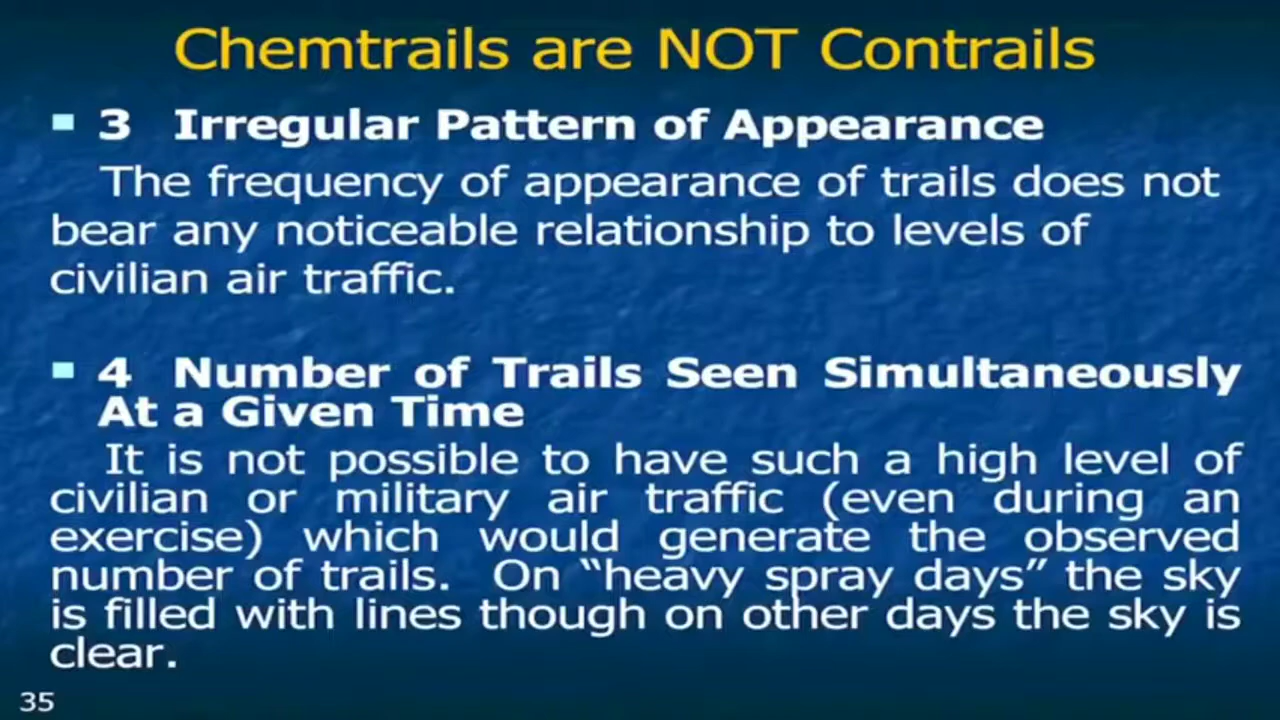 Chemtrails are NOT Contrails
3 Irregular Pattern of Appearance
The frequency of appearance of trails does not
bear any noticeable relationship to levels of
civilian air traffic.
4 Number of Trails Seen Simultaneously
At a Given Time
It is not possible to have such a high level of
civilian or military air traffic (even during an
exercise) which would generate the observed
number of trails. On “heavy spray days” the sky
is filled with lines though on other days the sky is
clear.
35